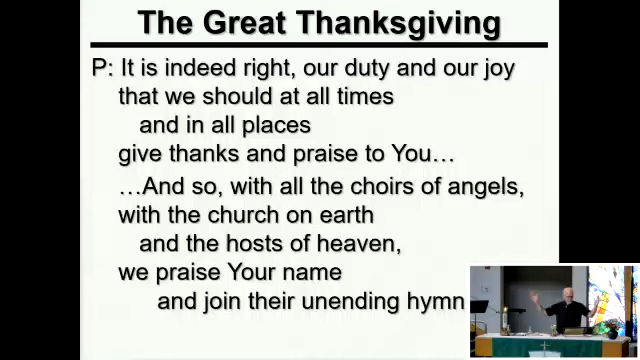 The Great Thanksgiving
P: It is indeed right, our duty and our joy
that we should at all times
and in all places
give thanks and praise to You…
…And so, with all the choirs of angels,
with the church on earth
and the hosts of heaven,
we praise Your name
and join their unending hymn